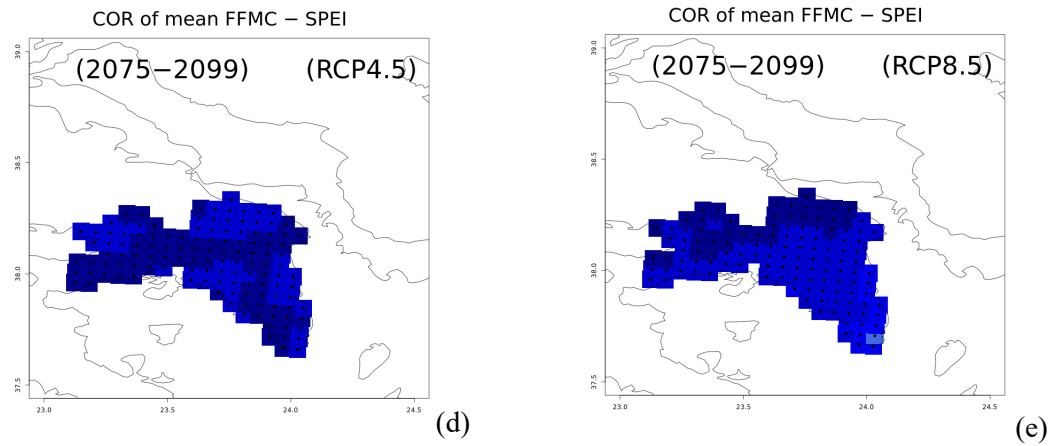 COR of mean FFMC − SPEI
(2075−2099) (RCP4.5)
39.0
38.5
38.0
37.5
23.0 23.5 24.0 24.5
(d)
COR of mean FFMC − SPEI
(2075−2099) (RCP8.5)
39.0
38.5
38.0
37.5
23.0 23.5 24.0 24.5
(e)